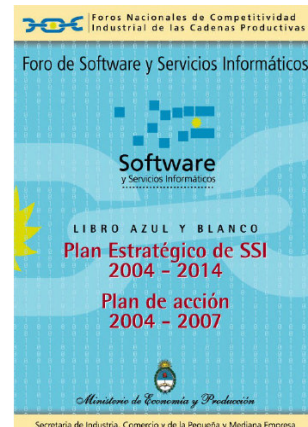 Foros Nacionales de Competitividad
Industrial de las Cadenas Productivas
Foro de Software y Servicios Informáticos
Software
y Servicios Informáticos
LIBRO AZUL Y BLANCO
Plan Estratégico de SSI
2004 - 2014
Plan de acción
2004 - 2007
Ministerio de Economía y Producción
Secretaría de Industria, Comercio y de la Pequeña y Mediana Empresa